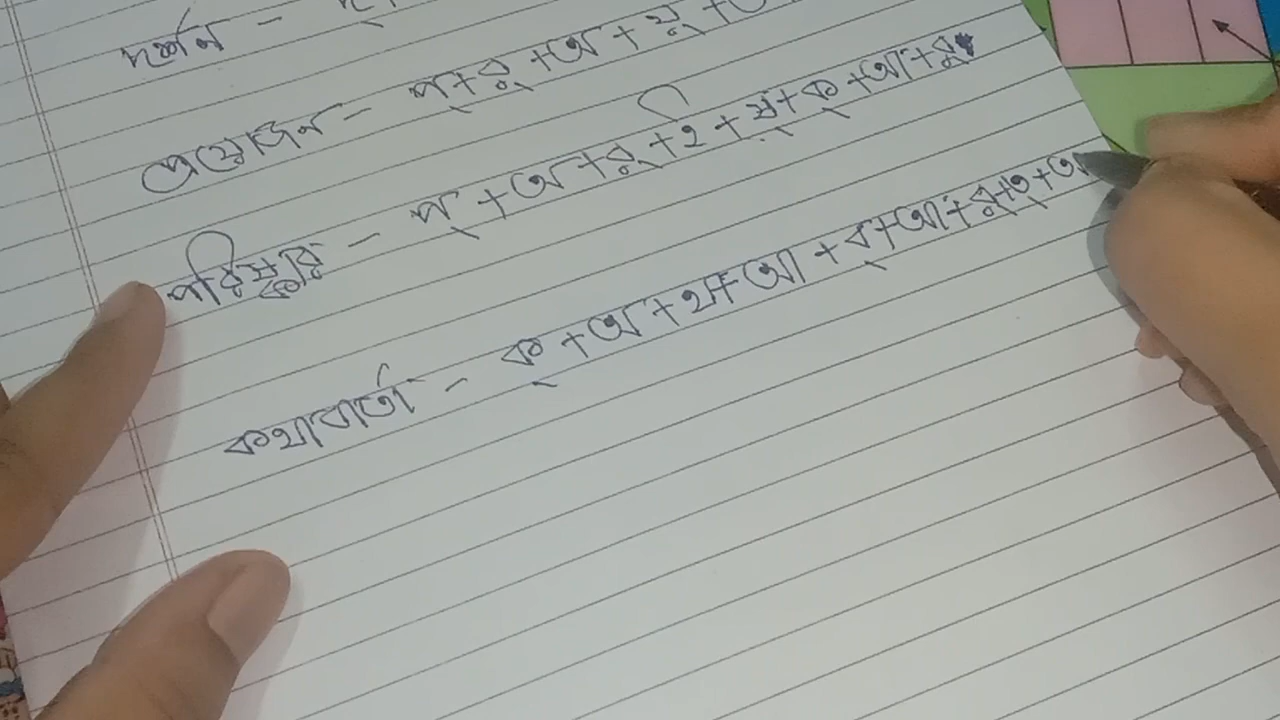 দর্শন - দ্
প্রয়োজন - প্+র্+অ+য্+
পরিস্কার - প্+অ+র্+ই+ষ্+ক্+আ+র্
কথাবার্তা - ক্+অ+থ্+আ+ব্+আ+র্+ত্+অ